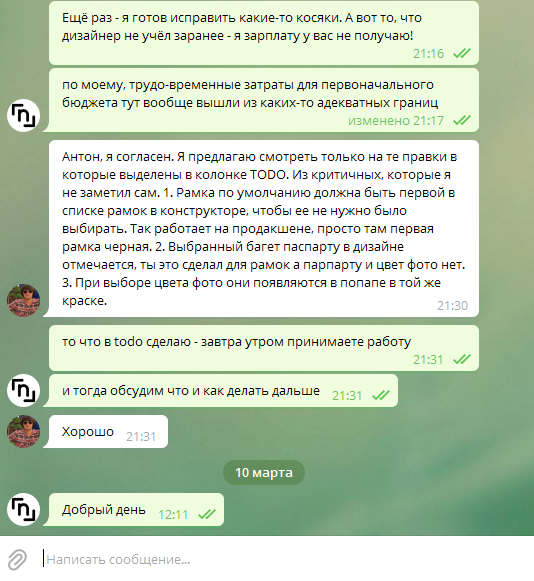 Ещё раз - я готов исправить какие-то косяки. А вот то, что
дизайнер не учёл заранее - я зарплату у вас не получаю!
21:16
по моему, трудо-временные затраты для первоначального
бюджета тут вообще вышли из каких-то адекватных границ
изменено 21:17
Антон, я согласен. Я предлагаю смотреть только на те правки в
которые выделены в колонке TODO. Из критичных, которые я
не заметил сам. 1. Рамка по умолчанию должна быть первой в
списке рамок в конструкторе, чтобы ее не нужно было
выбирать. Так работает на продакшене, просто там первая
рамка черная. 2. Выбранный багет паспарту в дизайне
отмечается, ты это сделал для рамок а парпарту и цвет фото нет.
3. При выборе цвета фото они появляются в попапе в той же
краске.
21:30
то что в todo сделаю - завтра утром принимаете работу
21:31
и тогда обсудим что и как делать дальше 21:31
Хорошо 21:31
10 марта
Добрый день 12:11
Написать сообщение...